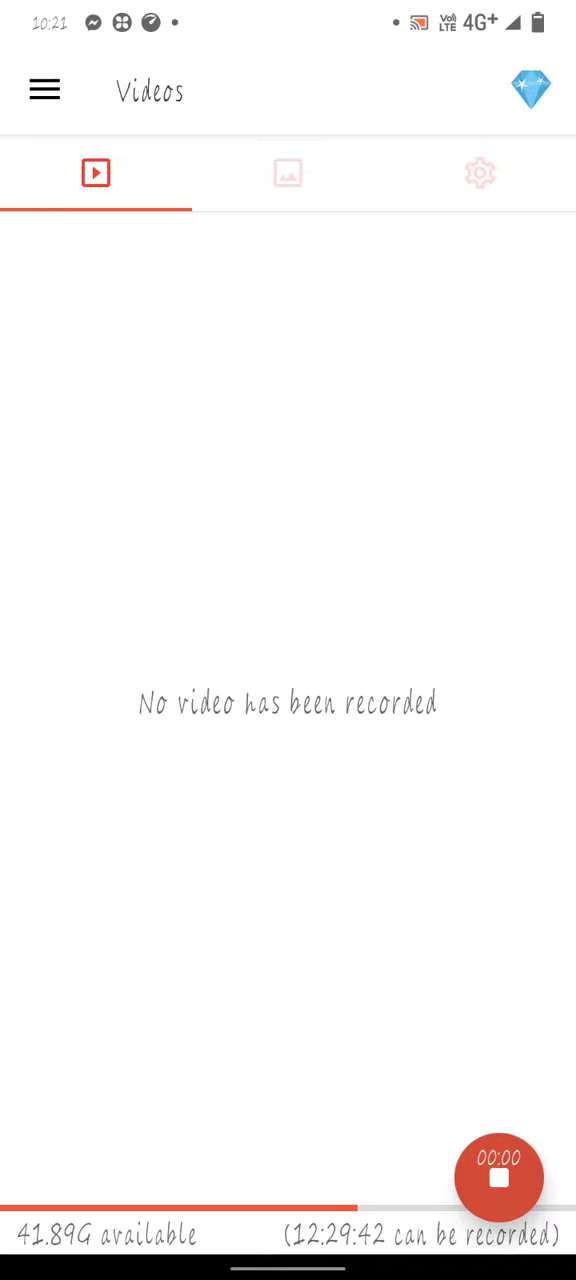 10:21 Vo) LTE 4G+
Videos
No video has been recorded
00:00
41.89G available (12:29:42 can be recorded)